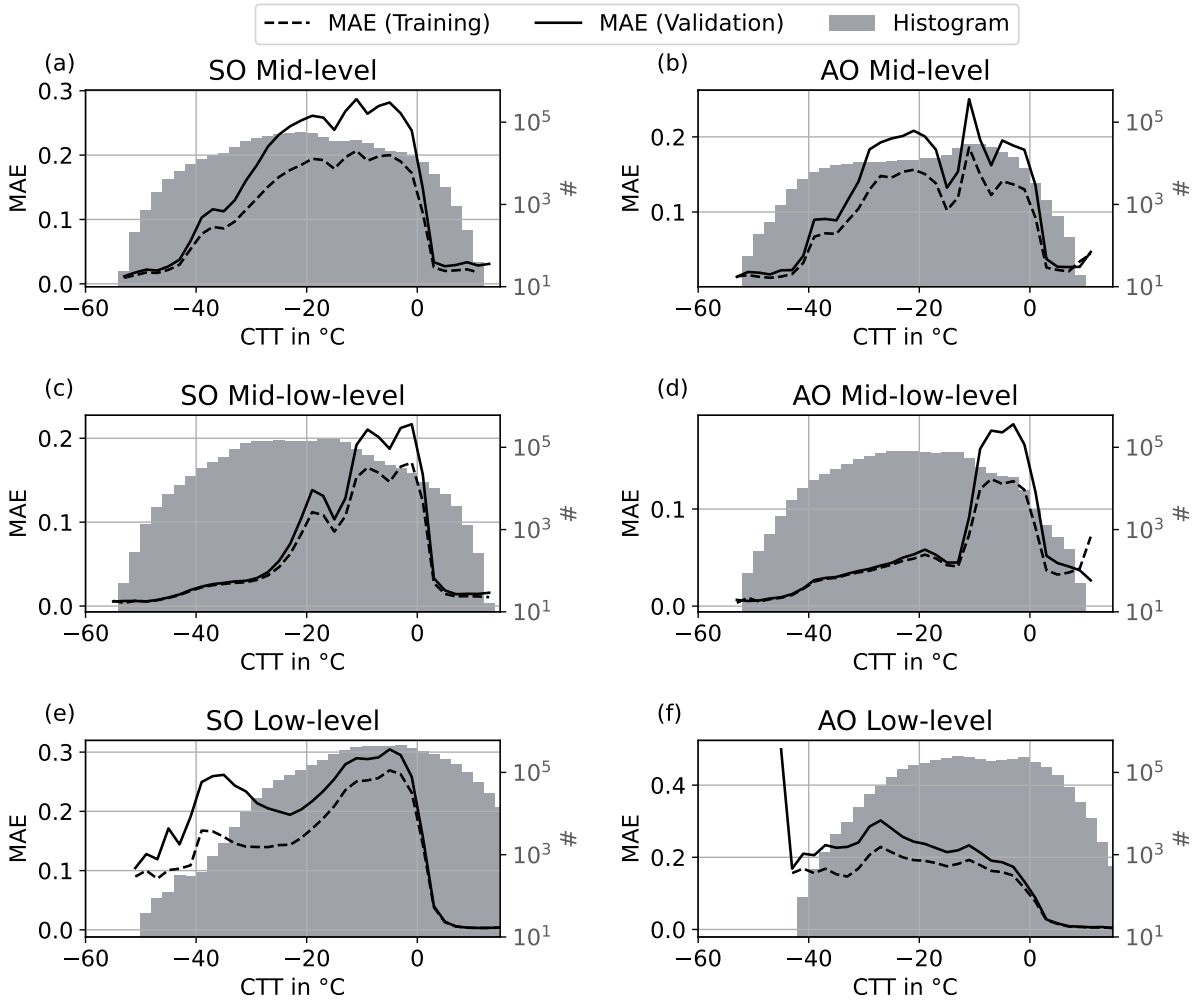 MAE (Training) MAE (Validation) Histogram
(a) SO Mid-level (b) AO Mid-level
0.3
0.2
0.1
0.0
MAE
10^5
10^3
10^1
#
−60 −40 −20 0
CTT in °C
0.2
0.1
MAE
10^5
10^3
10^1
#
−60 −40 −20 0
CTT in °C
(c) SO Mid-low-level (d) AO Mid-low-level
0.2
0.1
0.0
MAE
10^5
10^3
10^1
#
−60 −40 −20 0
CTT in °C
0.1
0.0
MAE
10^5
10^3
10^1
#
−60 −40 −20 0
CTT in °C
(e) SO Low-level (f) AO Low-level
0.3
0.2
0.1
0.0
MAE
10^5
10^3
10^1
#
−60 −40 −20 0
CTT in °C
0.4
0.2
0.0
MAE
10^5
10^3
10^1
#
−60 −40 −20 0
CTT in °C